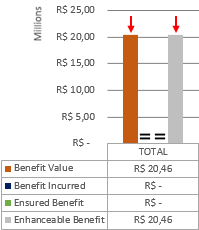 Millions
R$ 25,00
R$ 20,00
R$ 15,00
R$ 10,00
R$ 5,00
R$ -
TOTAL
Benefit Value R$ 20,46
Benefit Incurred R$ -
Ensured Benefit R$ -
Enhanceable Benefit R$ 20,46